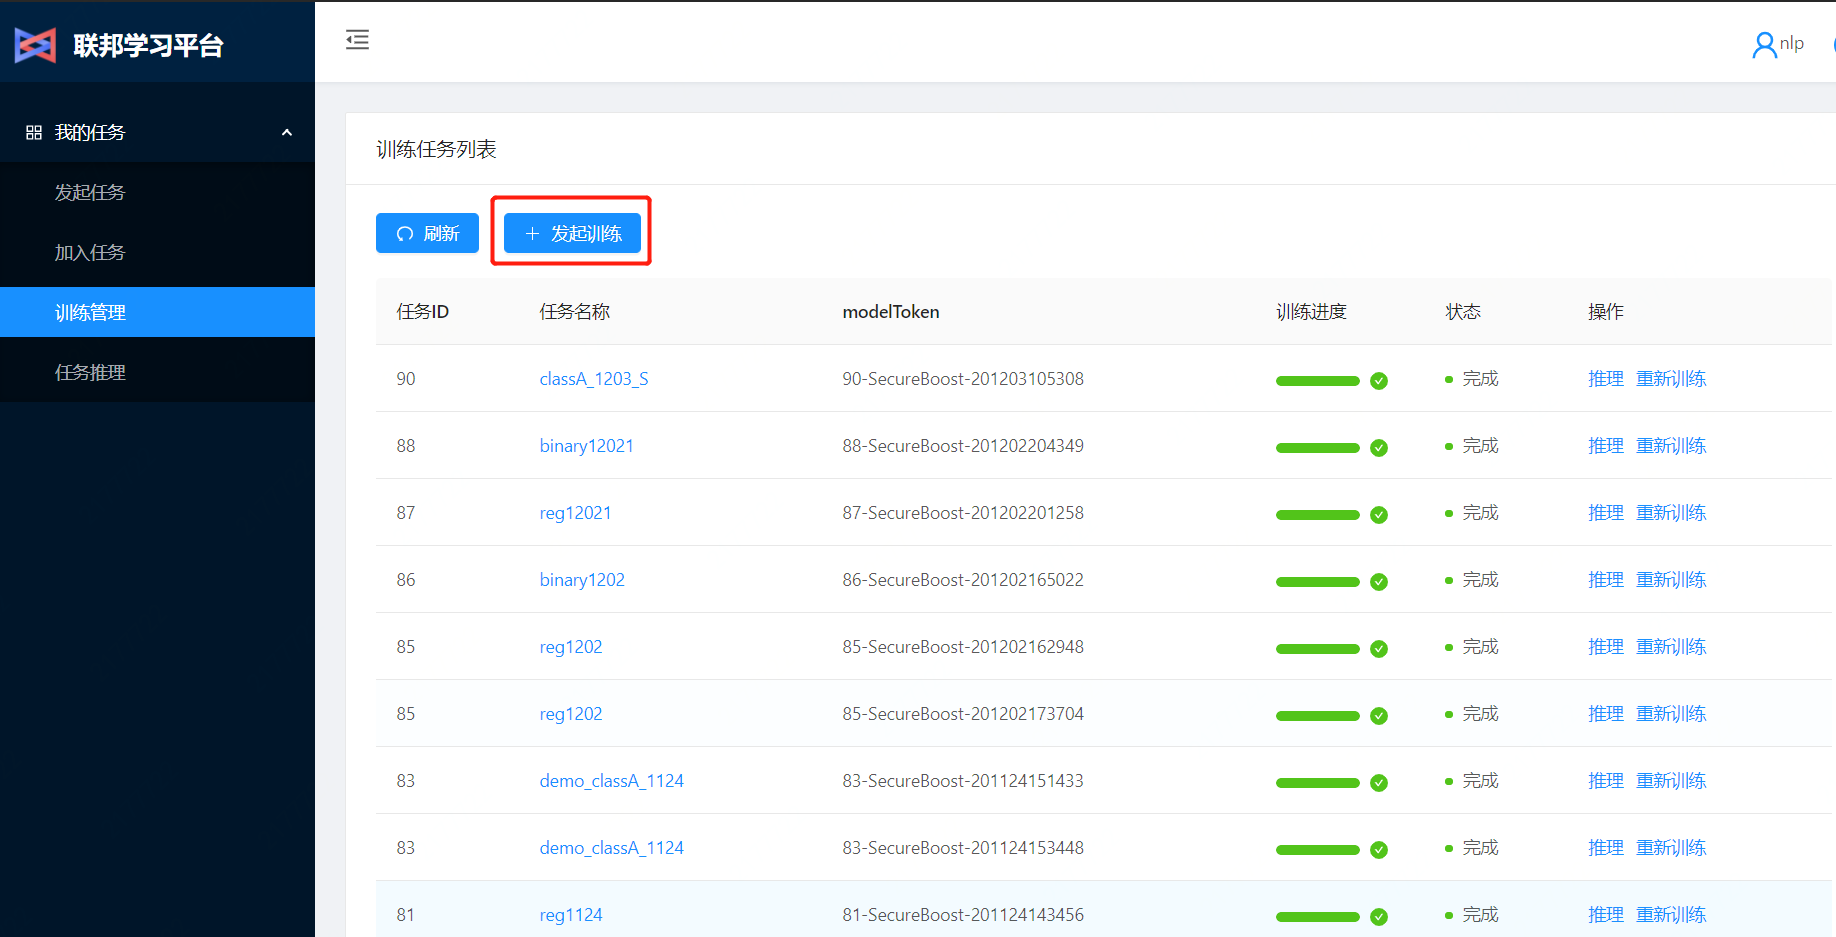 联邦学习平台
nlp
我的任务
发起任务
加入任务
训练管理
任务推理
训练任务列表
刷新
发起训练
任务ID 任务名称 modelToken 训练进度 状态 操作
90 classA_1203_S 90-SecureBoost-201203105308 完成 推理 重新训练
88 binary12021 88-SecureBoost-201202204349 完成 推理 重新训练
87 reg12021 87-SecureBoost-201202201258 完成 推理 重新训练
86 binary1202 86-SecureBoost-201202165022 完成 推理 重新训练
85 reg1202 85-SecureBoost-201202162948 完成 推理 重新训练
85 reg1202 85-SecureBoost-201202173704 完成 推理 重新训练
83 demo_classA_1124 83-SecureBoost-201124151433 完成 推理 重新训练
83 demo_classA_1124 83-SecureBoost-201124153448 完成 推理 重新训练
81 reg1124 81-SecureBoost-201124143456 完成 推理 重新训练